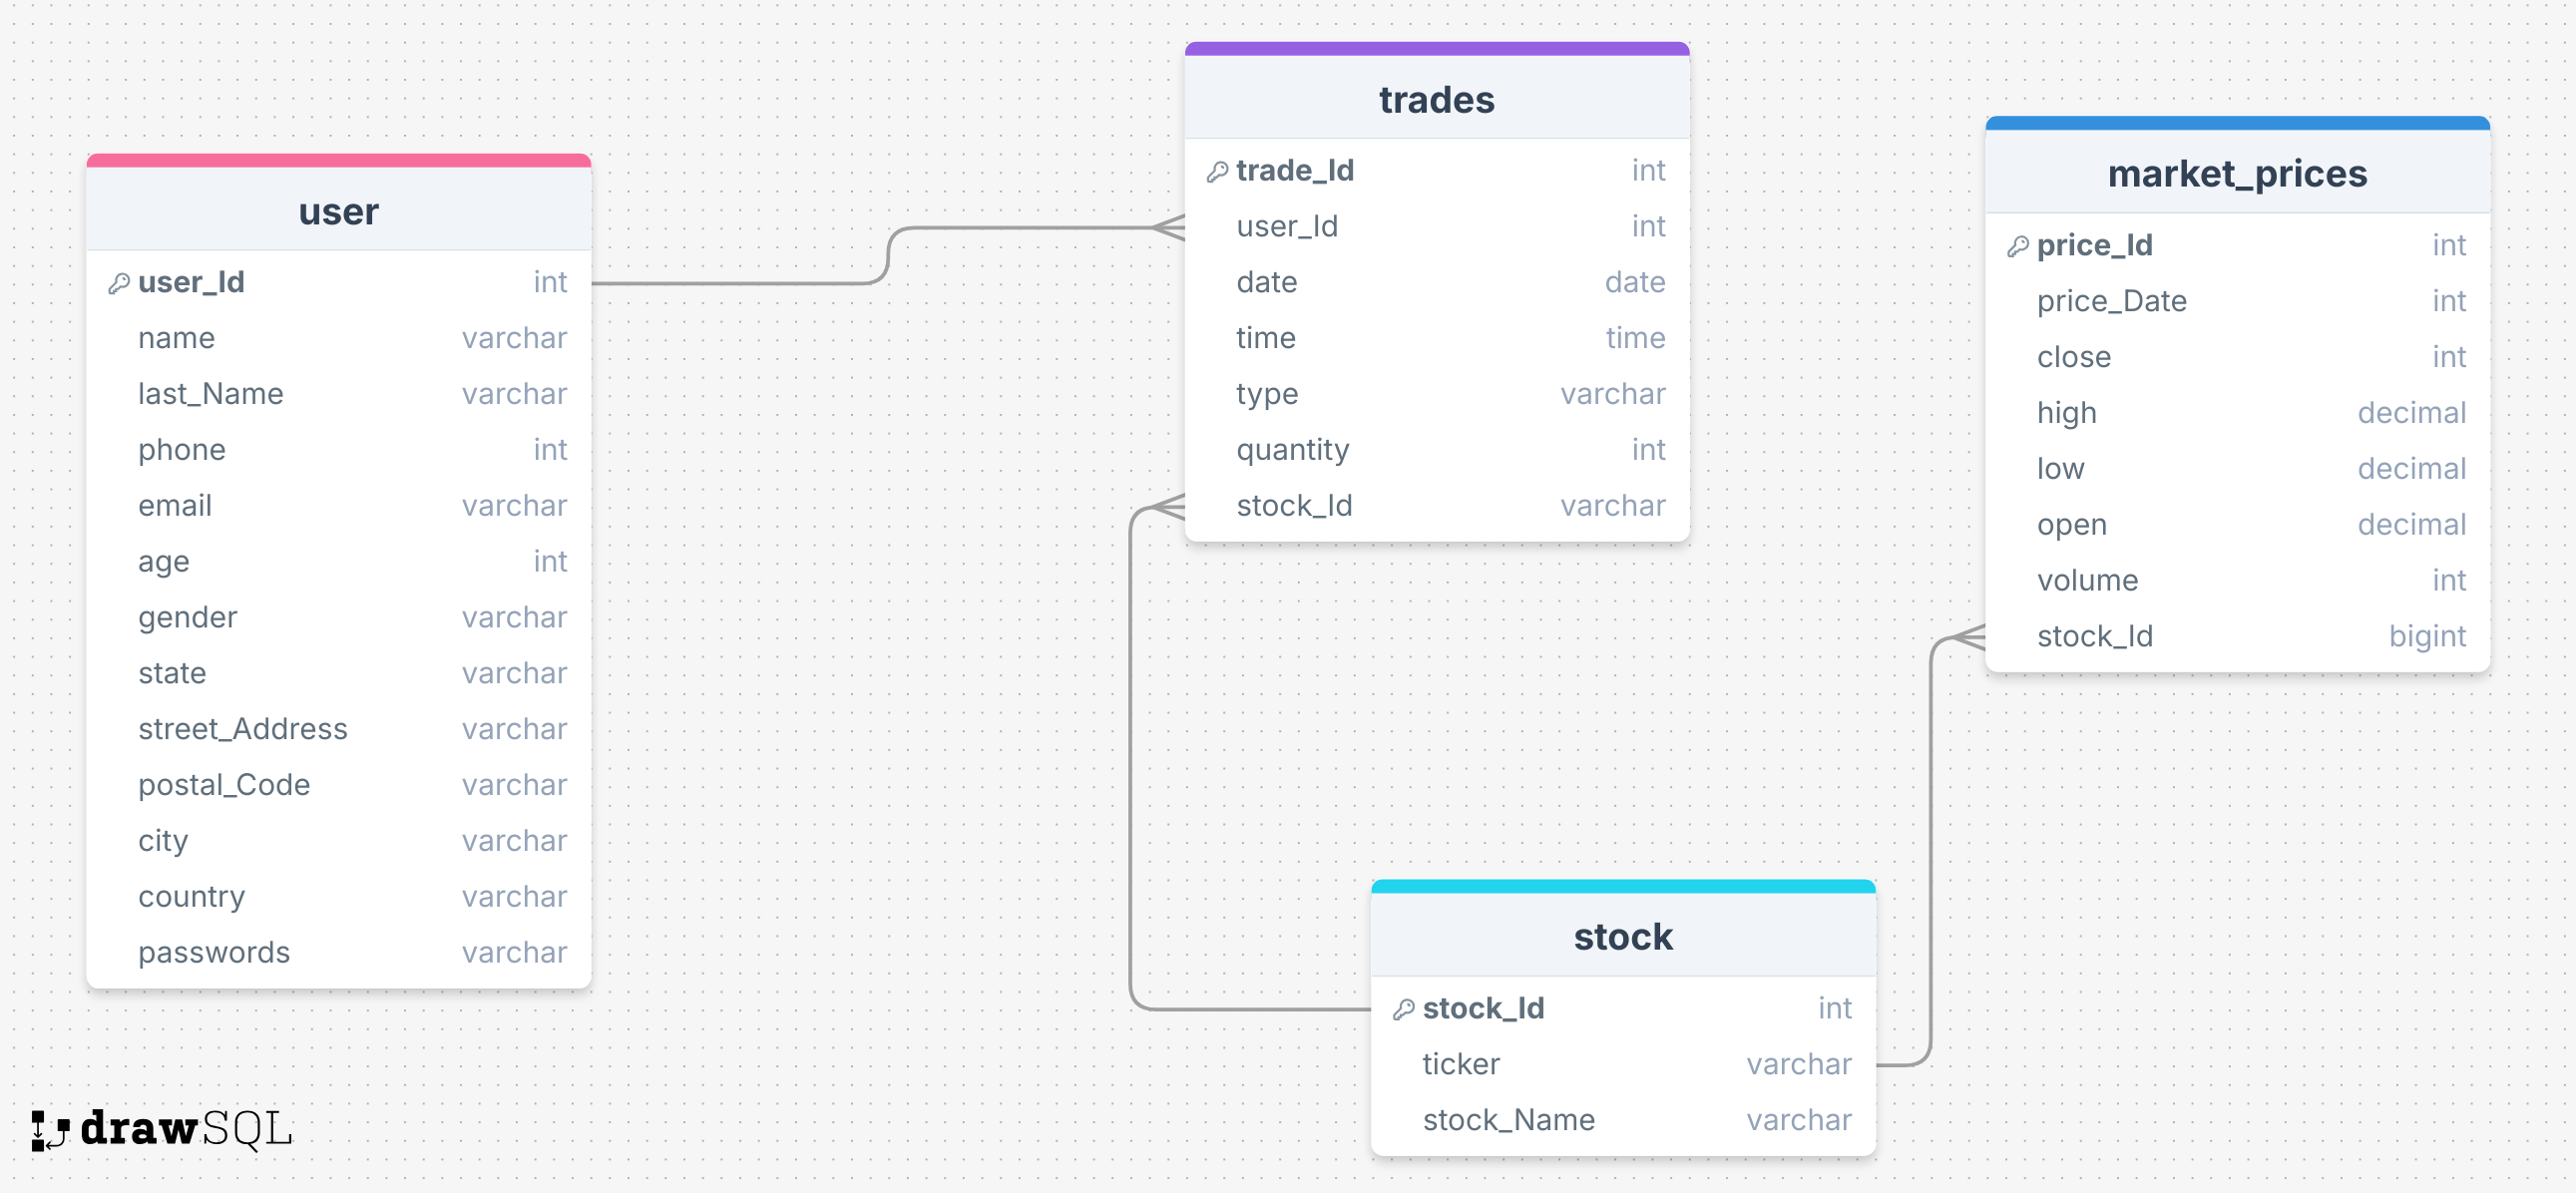 user
user_Id int
name varchar
last_Name varchar
phone int
email varchar
age int
gender varchar
state varchar
street_Address varchar
postal_Code varchar
city varchar
country varchar
passwords varchar
trades
trade_Id int
user_Id int
date date
time time
type varchar
quantity int
stock_Id varchar
market_prices
price_Id int
price_Date int
close int
high decimal
low decimal
open decimal
volume int
stock_Id bigint
stock
stock_Id int
ticker varchar
stock_Name varchar
drawSQL